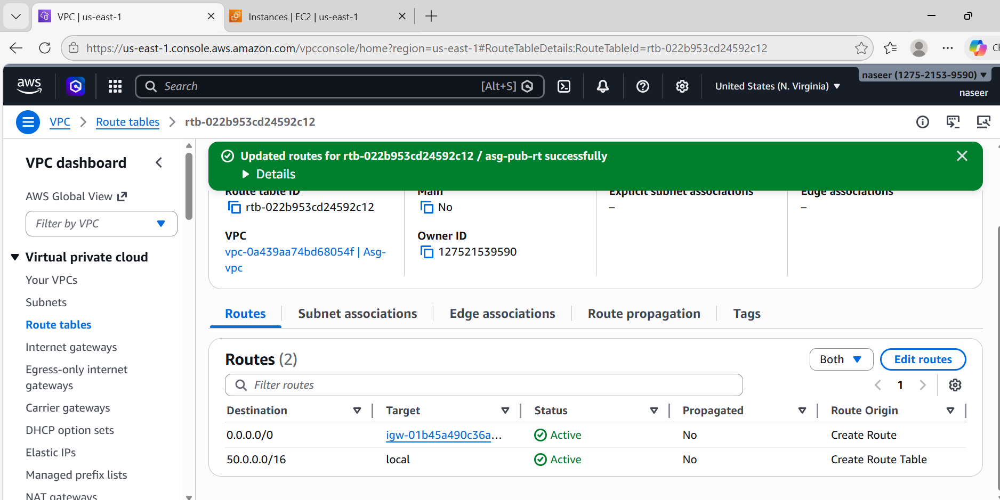 VPC | us-east-1
Instances | EC2 | us-east-1
https://us-east-1.console.aws.amazon.com/vpcconsole/home?region=us-east-1#RouteTableDetails:RouteTableId=rtb-022b953cd24592c12
aws
Search
[Alt+S]
United States (N. Virginia)
naseer (1275-2153-9590)
naseer
VPC
Route tables
rtb-022b953cd24592c12
VPC dashboard
AWS Global View
Filter by VPC
Virtual private cloud
Your VPCs
Subnets
Route tables
Internet gateways
Egress-only internet
gateways
Carrier gateways
DHCP option sets
Elastic IPs
Managed prefix lists
NAT gateways
Updated routes for rtb-022b953cd24592c12 / asg-pub-rt successfully
Details
Route table ID
rtb-022b953cd24592c12
Main
No
Explicit subnet associations
–
Edge associations
–
VPC
vpc-0a439aa74bd68054f | Asg-
vpc
Owner ID
127521539590
Routes
Subnet associations
Edge associations
Route propagation
Tags
Routes (2)
Both
Edit routes
Filter routes
1
Destination
Target
Status
Propagated
Route Origin
0.0.0.0/0
igw-01b45a490c36a...
Active
No
Create Route
50.0.0.0/16
local
Active
No
Create Route Table